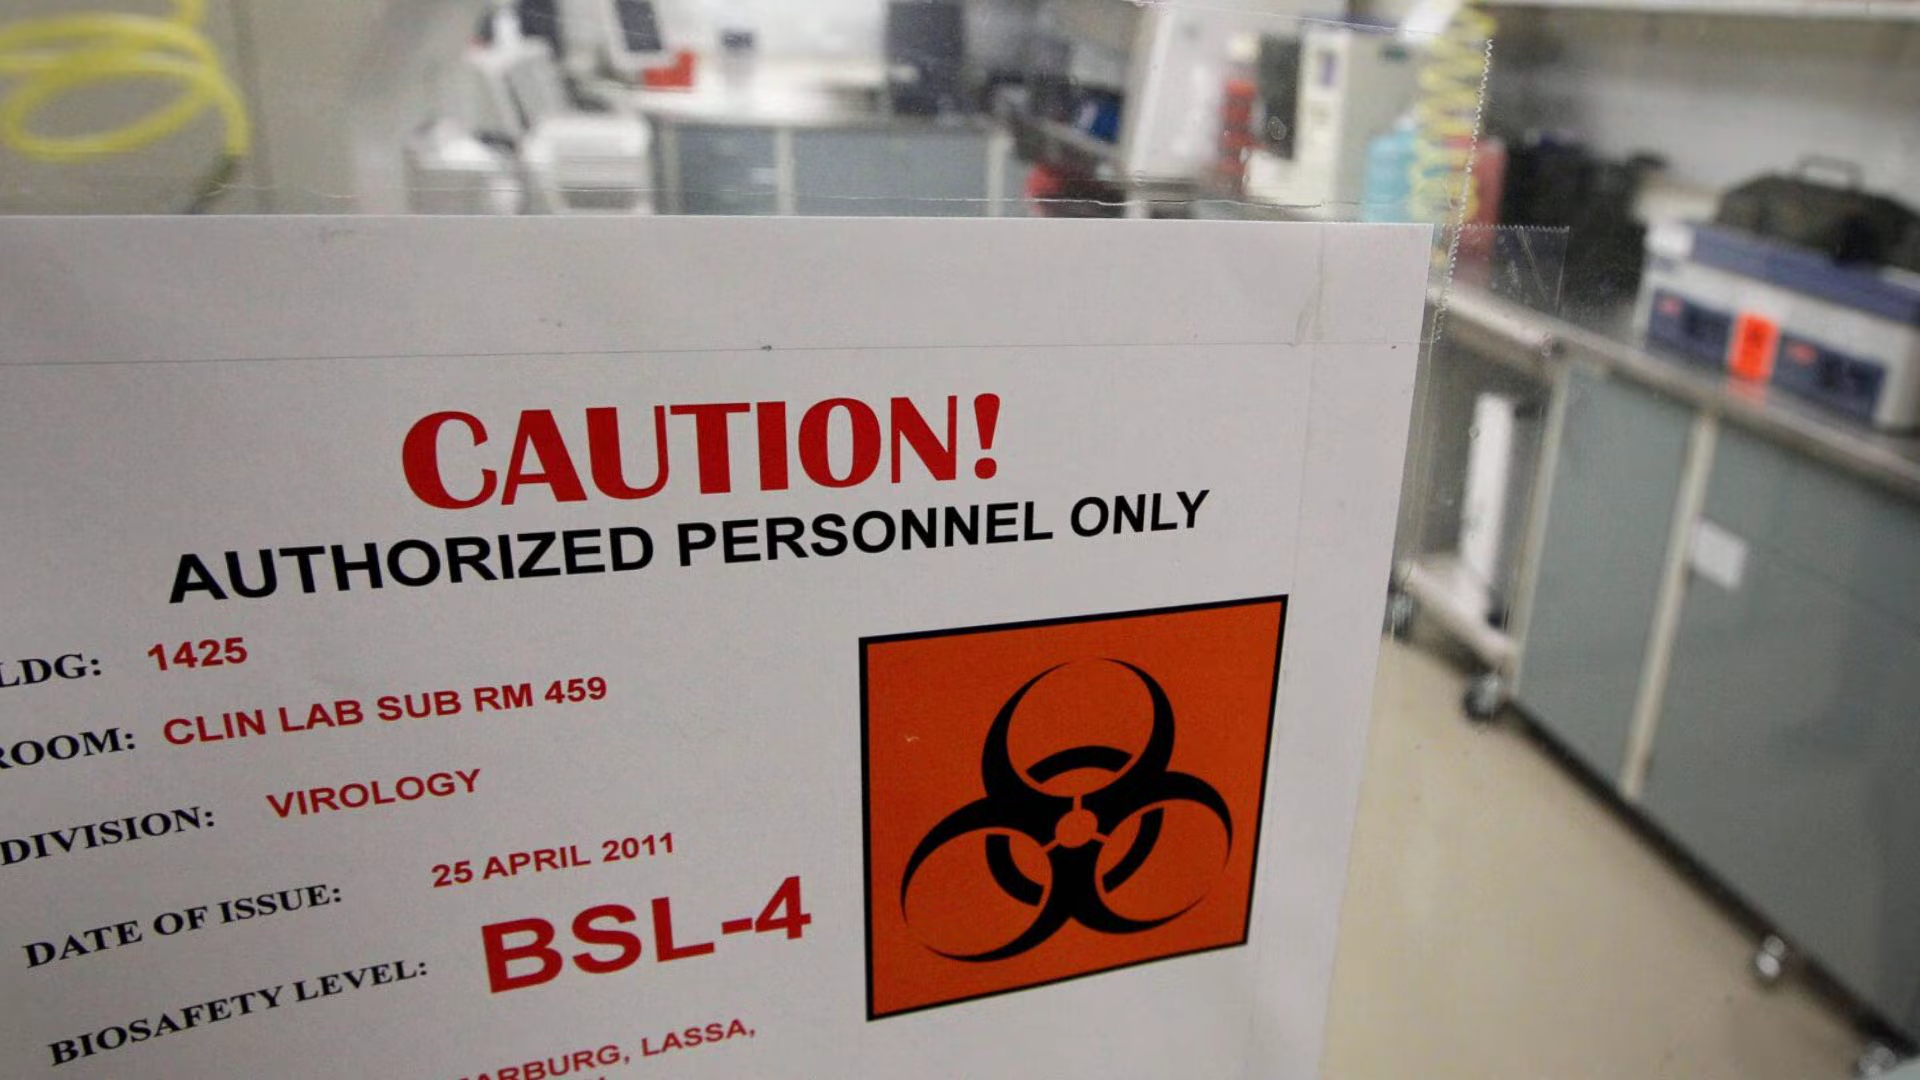 CAUTION!
AUTHORIZED PERSONNEL ONLY
LDG: 1425
ROOM: CLIN LAB SUB RM 459
DIVISION: VIROLOGY
DATE OF ISSUE: 25 APRIL 2011
BIOSAFETY LEVEL: BSL-4
ARBURG, LASSA,